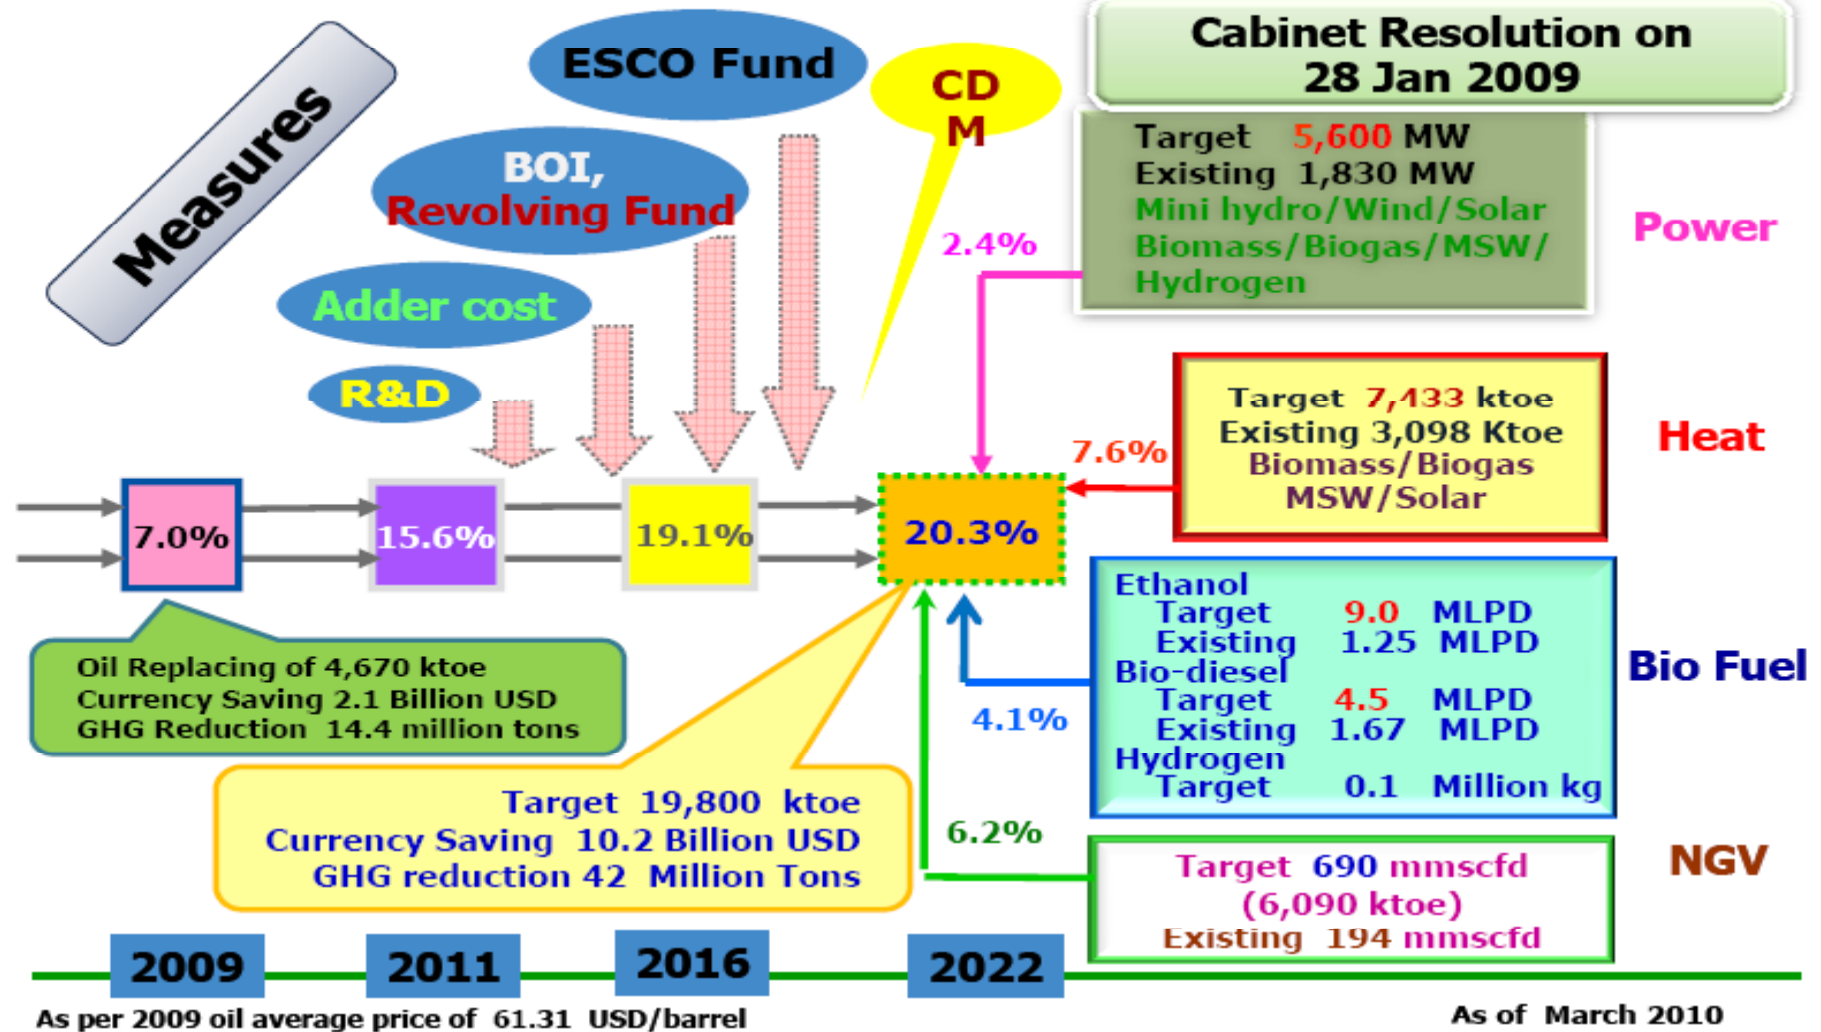 Measures
ESCO Fund
CD
M
BOI,
Revolving Fund
Adder cost
R&D
Cabinet Resolution on
28 Jan 2009
Target 5,600 MW
Existing 1,830 MW
Mini hydro/Wind/Solar
Biomass/Biogas/MSW/
Hydrogen
Power
2.4%
Target 7,433 ktoe
Existing 3,098 Ktoe
Biomass/Biogas
MSW/Solar
Heat
7.6%
7.0%
15.6%
19.1%
20.3%
Ethanol
Target 9.0 MLPD
Existing 1.25 MLPD
Bio-diesel
Target 4.5 MLPD
Existing 1.67 MLPD
Hydrogen
Target 0.1 Million kg
Bio Fuel
4.1%
Oil Replacing of 4,670 ktoe
Currency Saving 2.1 Billion USD
GHG Reduction 14.4 million tons
Target 19,800 ktoe
Currency Saving 10.2 Billion USD
GHG reduction 42 Million Tons
6.2%
Target 690 mmscfd
(6,090 ktoe)
Existing 194 mmscfd
NGV
2009
2011
2016
2022
As per 2009 oil average price of 61.31 USD/barrel
As of March 2010